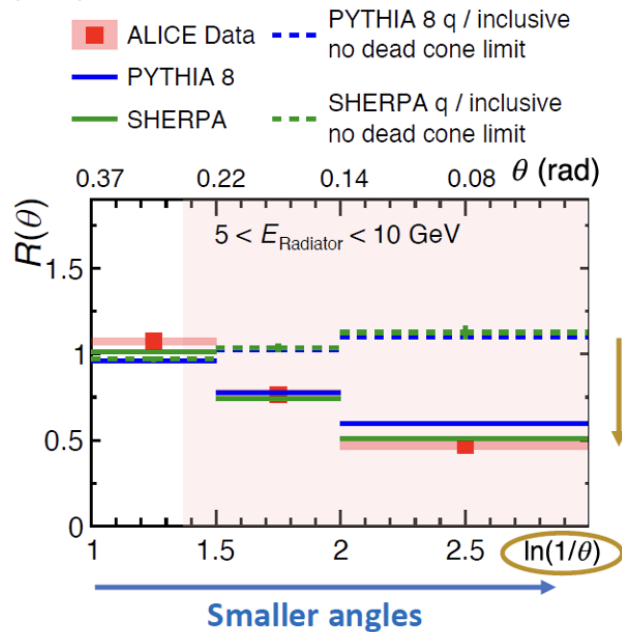 ALICE Data
PYTHIA 8
SHERPA
PYTHIA 8 q / inclusive
no dead cone limit
SHERPA q / inclusive
no dead cone limit
0.37 0.22 0.14 0.08 θ (rad)
R(θ)
5 < E_Radiator < 10 GeV
1.5
1
0.5
0
1 1.5 2 2.5 ln(1/θ)
Smaller angles